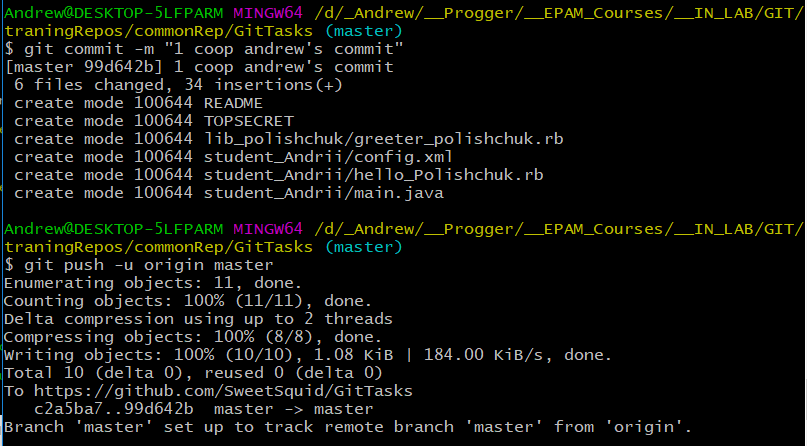 Andrew@DESKTOP-5LFPARM MINGW64 /d/_Andrew/__Progger/__EPAM_Courses/__IN_LAB/GIT/
traningRepos/commonRep/GitTasks (master)
$ git commit -m "1 coop andrew's commit"
[master 99d642b] 1 coop andrew's commit
 6 files changed, 34 insertions(+)
 create mode 100644 README
 create mode 100644 TOPSECRET
 create mode 100644 lib_polishchuk/greeter_polishchuk.rb
 create mode 100644 student_Andrii/config.xml
 create mode 100644 student_Andrii/hello_Polishchuk.rb
 create mode 100644 student_Andrii/main.java
Andrew@DESKTOP-5LFPARM MINGW64 /d/_Andrew/__Progger/__EPAM_Courses/__IN_LAB/GIT/
traningRepos/commonRep/GitTasks (master)
$ git push -u origin master
Enumerating objects: 11, done.
Counting objects: 100% (11/11), done.
Delta compression using up to 2 threads
Compressing objects: 100% (8/8), done.
Writing objects: 100% (10/10), 1.08 KiB | 184.00 KiB/s, done.
Total 10 (delta 0), reused 0 (delta 0)
To https://github.com/SweetSquid/GitTasks
   c2a5ba7..99d642b  master -> master
Branch 'master' set up to track remote branch 'master' from 'origin'.